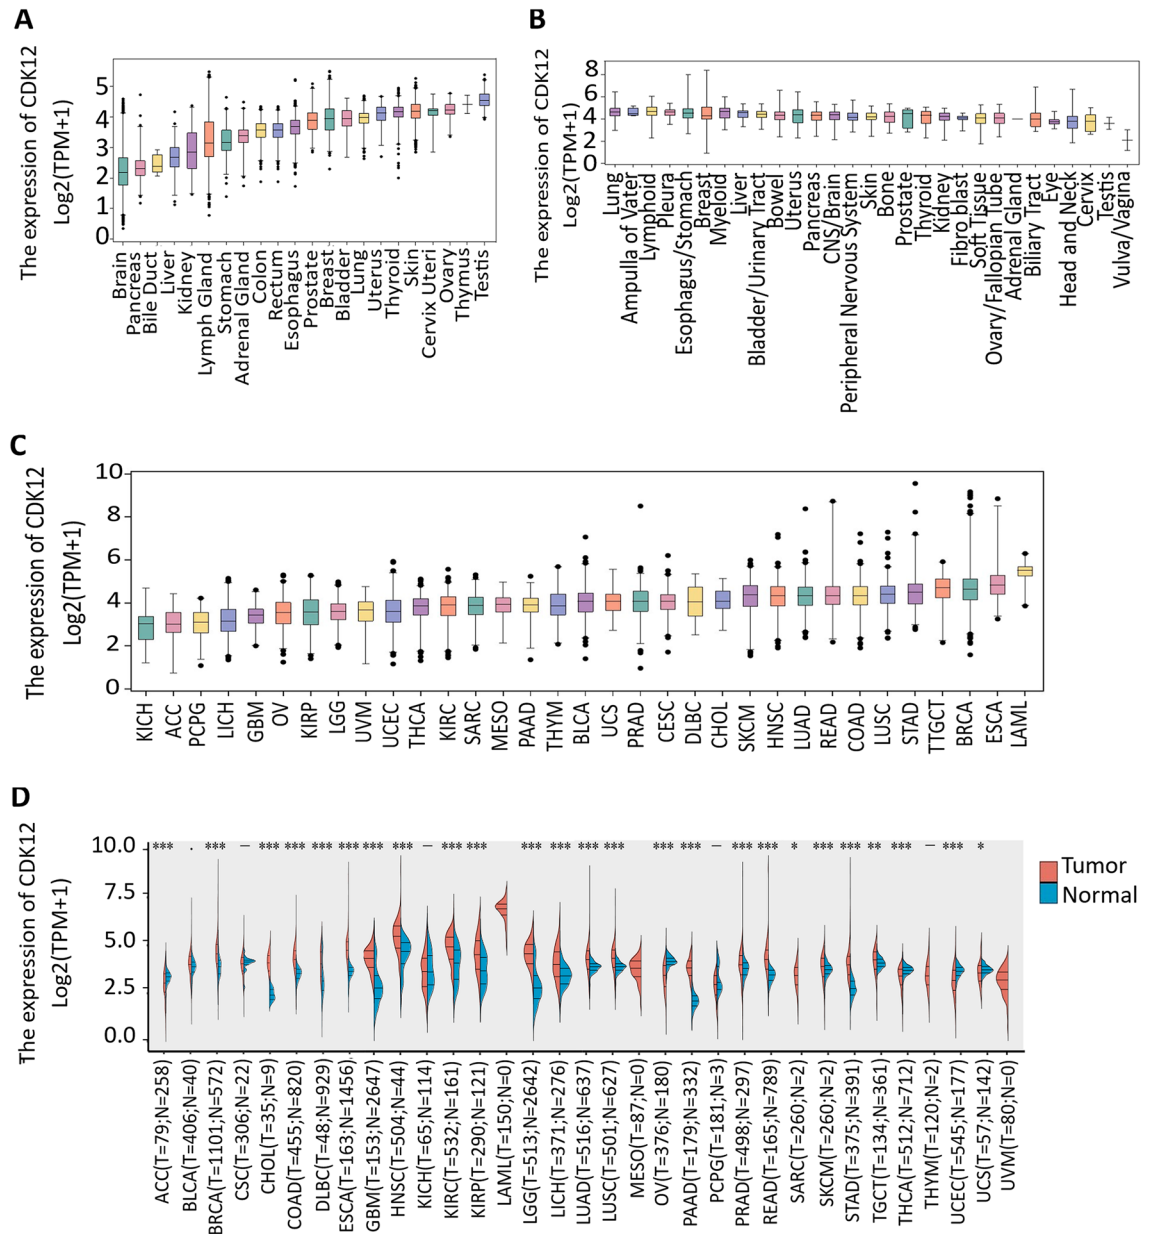 A
The expression of CDK12
Log2(TPM+1)
5
4
3
2
1
0
Brain
Pancreas
Bile Duct
Liver
Kidney
Lymph Gland
Stomach
Adrenal Gland
Colon
Rectum
Esophagus
Prostate
Breast
Bladder
Lung
Uterus
Thyroid
Skin
Cervix Uteri
Ovary
Thymus
Testis
B
The expression of CDK12
Log2(TPM+1)
8
6
4
2
0
Lung
Ampulla of Vater
Lymphoid
Pleura
Esophagus/Stomach
Breast
Myeloid
Liver
Bladder/Urinary Tract
Bowel
Uterus
Pancreas
CNS/Brain
Peripheral Nervous System
Skin
Bone
Prostate
Thyroid
Kidney
Fibro blast
Soft Tissue
Ovary/Fallopian Tube
Adrenal Gland
Biliary Tract
Eye
Head and Neck
Cervix
Testis
Vulva/Vagina
C
The expression of CDK12
Log2(TPM+1)
10
8
6
4
2
0
KICH
ACC
PCPG
LICH
GBM
OV
KIRP
LGG
UVM
UCEC
THCA
KIRC
SARC
MESO
PAAD
THYM
BLCA
UCS
PRAD
CESC
DLBC
CHOL
SKCM
HNSC
LUAD
READ
COAD
LUSC
STAD
TTGCT
BRCA
ESCA
LAML
D
The expression of CDK12
Log2(TPM+1)
10.0
7.5
5.0
2.5
0.0
*** . *** — *** *** *** *** *** *** — *** *** *** *** *** *** *** *** — *** *** * *** *** ** *** — *** *
Tumor
Normal
ACC(T=79;N=258)
BLCA(T=406;N=40)
BRCA(T=1101;N=572)
CSC(T=306;N=22)
CHOL(T=35;N=9)
COAD(T=455;N=820)
DLBC(T=48;N=929)
ESCA(T=163;N=1456)
GBM(T=153;N=2647)
HNSC(T=504;N=44)
KICH(T=65;N=114)
KIRC(T=532;N=161)
KIRP(T=290;N=121)
LAML(T=150;N=0)
LGG(T=513;N=2642)
LICH(T=371;N=276)
LUAD(T=516;N=637)
LUSC(T=501;N=627)
MESO(T=87;N=0)
OV(T=376;N=180)
PAAD(T=179;N=332)
PCPG(T=181;N=3)
PRAD(T=498;N=297)
READ(T=165;N=789)
SARC(T=260;N=2)
SKCM(T=260;N=2)
STAD(T=375;N=391)
TGCT(T=134;N=361)
THCA(T=512;N=712)
THYM(T=120;N=2)
UCEC(T=545;N=177)
UCS(T=57;N=142)
UVM(T=80;N=0)